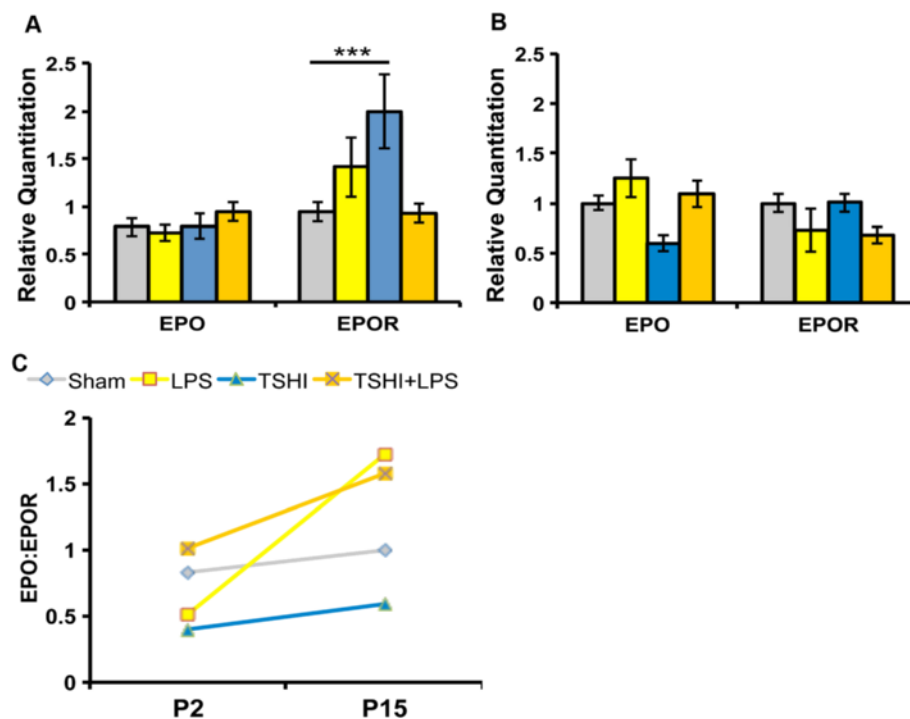 A
***
2.5
2
1.5
1
0.5
0
Relative Quantitation
EPO
EPOR
B
2.5
2
1.5
1
0.5
0
Relative Quantitation
EPO
EPOR
C
Sham LPS TSHI TSHI+LPS
2
1.5
1
0.5
0
EPO:EPOR
P2
P15